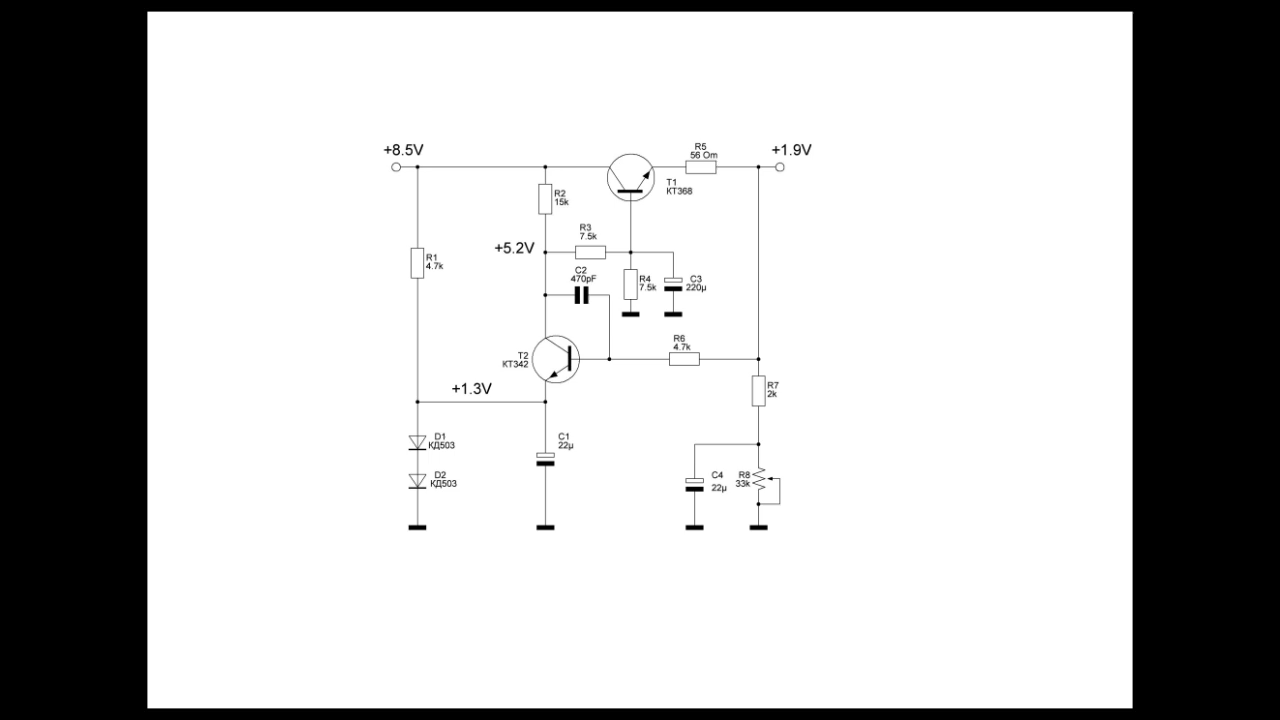 +8.5V
R5
56 Om
+1.9V
T1
КТ368
R2
15k
R3
7.5k
+5.2V
R1
4.7k
C2
470pF
R4
7.5k
C3
220µ
R6
4.7k
T2
КТ342
+1.3V
R7
2k
D1
КД503
C1
22µ
D2
КД503
C4
22µ
R8
33k